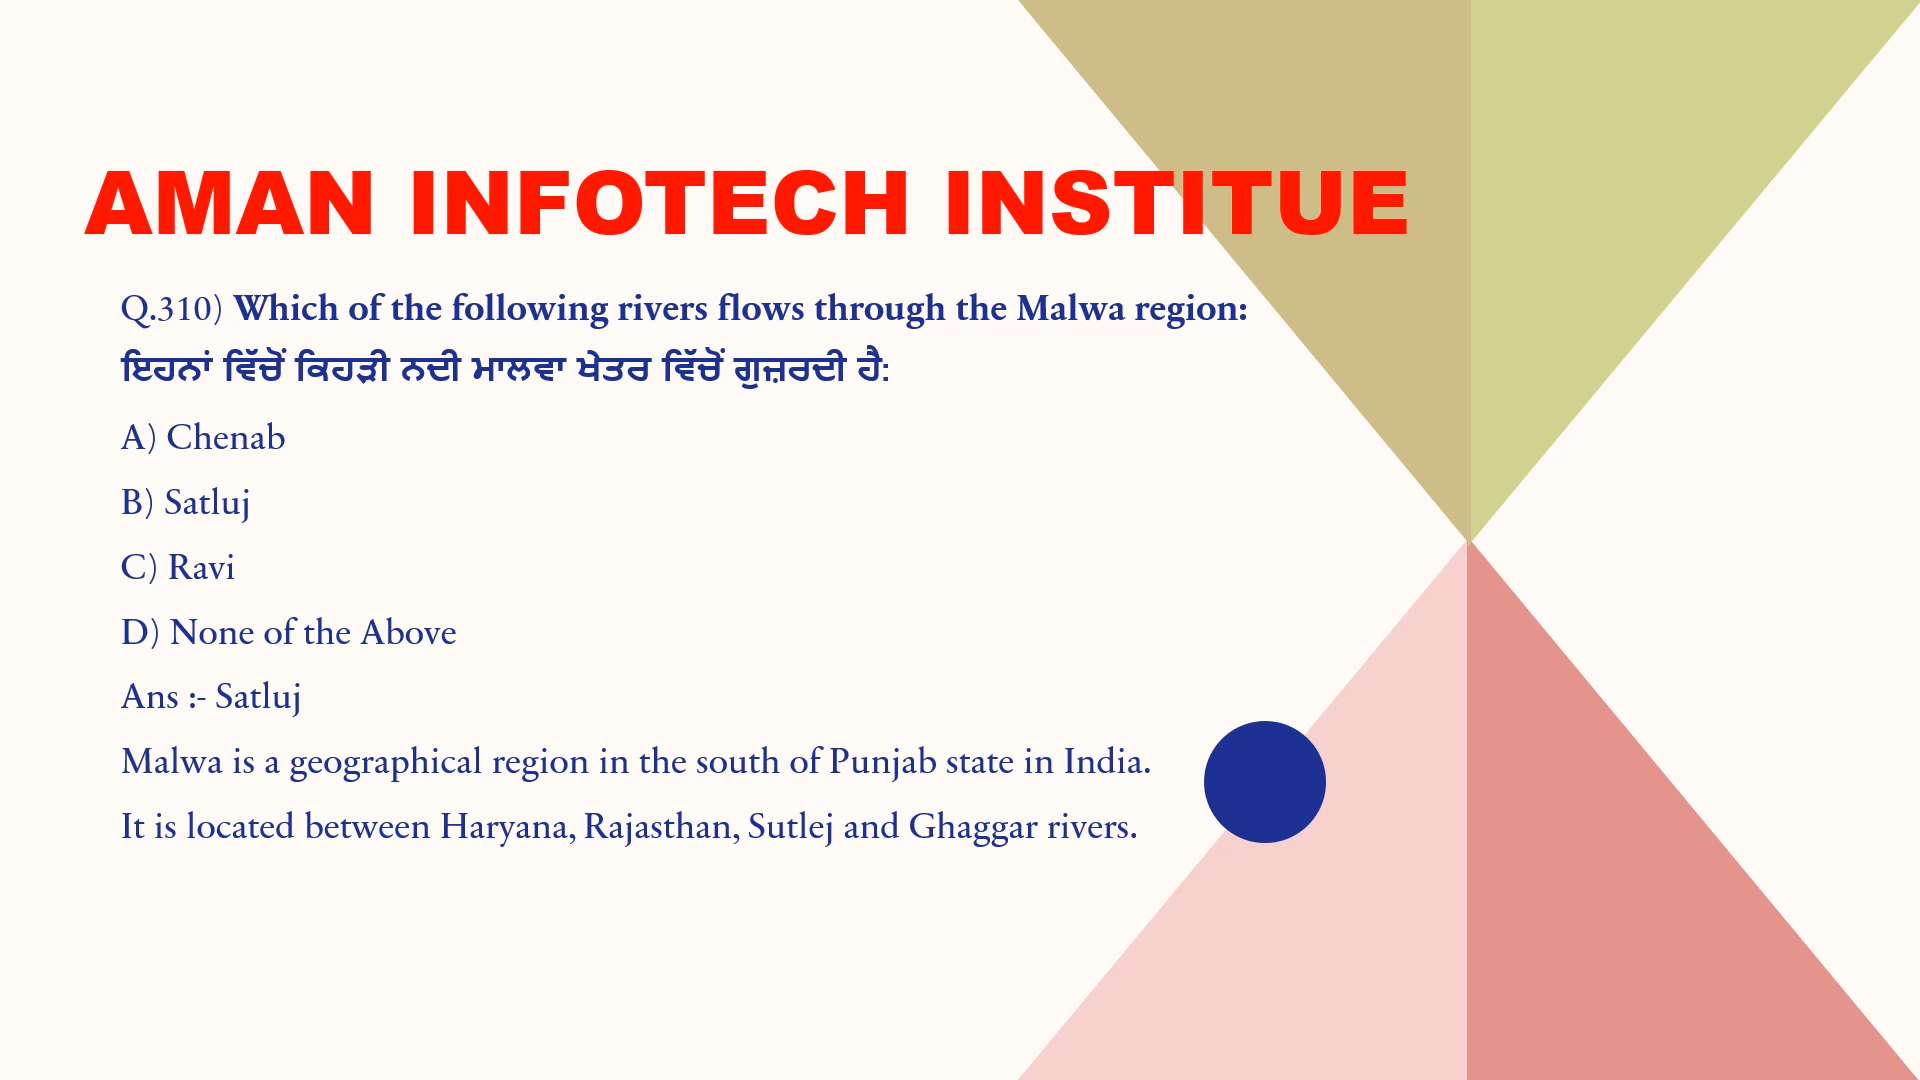 AMAN INFOTECH INSTITUE
Q.310) Which of the following rivers flows through the Malwa region:
ਇਹਨਾਂ ਵਿੱਚੋਂ ਕਿਹੜੀ ਨਦੀ ਮਾਲਵਾ ਖੇਤਰ ਵਿੱਚੋਂ ਗੁਜ਼ਰਦੀ ਹੈ:
A) Chenab
B) Satluj
C) Ravi
D) None of the Above
Ans :- Satluj
Malwa is a geographical region in the south of Punjab state in India.
It is located between Haryana, Rajasthan, Sutlej and Ghaggar rivers.